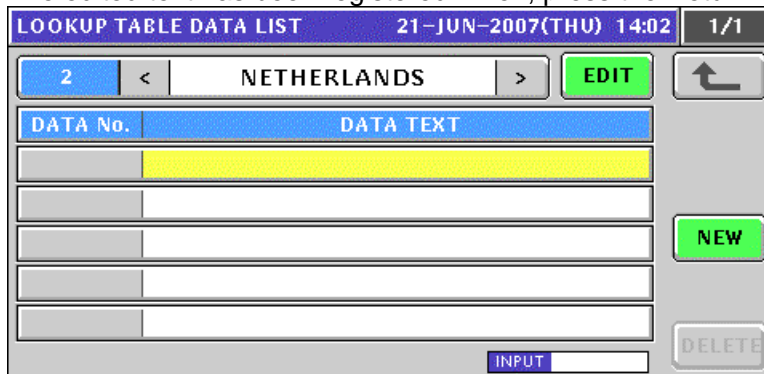 LOOKUP TABLE DATA LIST 21-JUN-2007(THU) 14:02 1/1
2 < NETHERLANDS > EDIT
DATA No. DATA TEXT
NEW
DELETE
INPUT